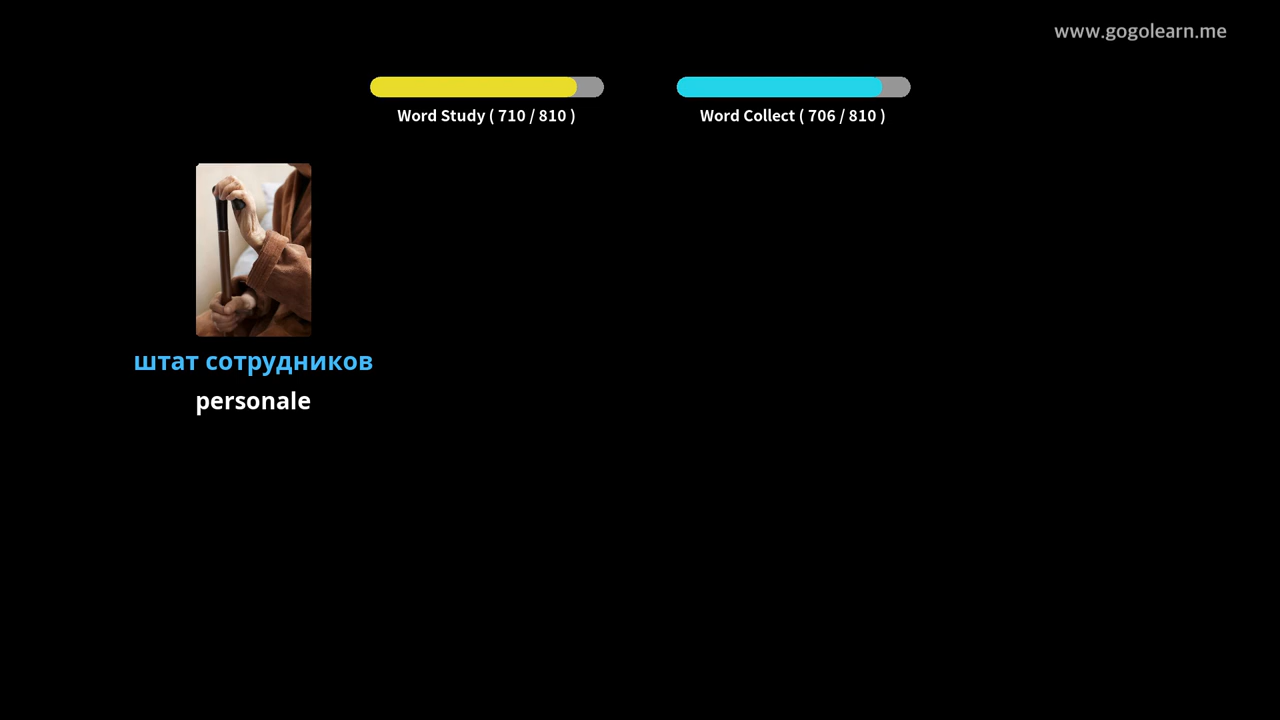 www.gogolearn.me
Word Study ( 710 / 810 )
Word Collect ( 706 / 810 )
штат сотрудников
personale